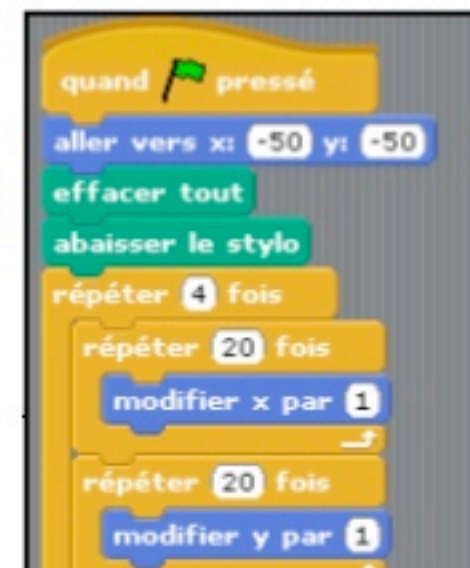 quand pressé
aller vers x: -50 y: -50
effacer tout
abaisser le stylo
répéter 4 fois
répéter 20 fois
modifier x par 1
répéter 20 fois
modifier y par 1